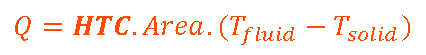 Q = HTC.Area.(T_fluid − T_solid)